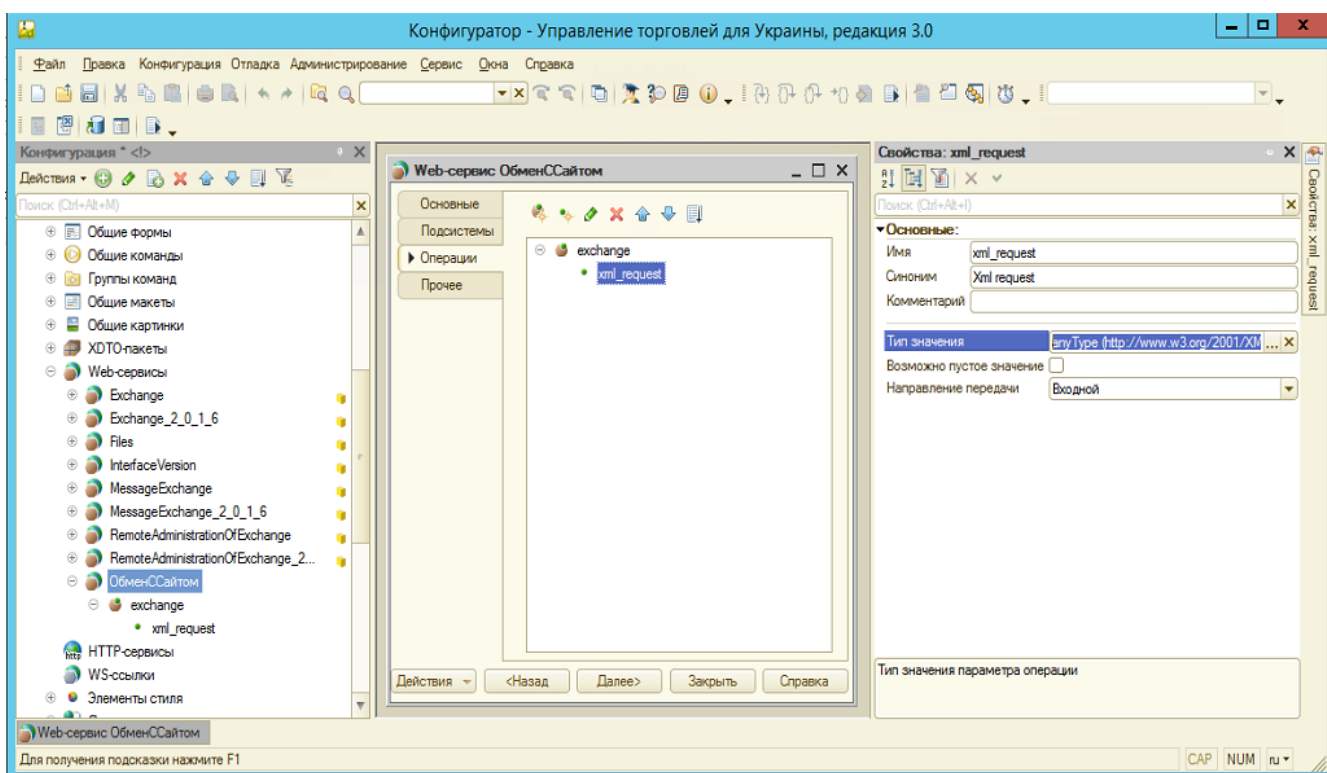 Конфигуратор - Управление торговлей для Украины, редакция 3.0
Файл Правка Конфигурация Отладка Администрирование Сервис Окна Справка
Конфигурация * <!>
Действия
Поиск (Ctrl+Alt+M)
Общие формы
Общие команды
Группы команд
Общие макеты
Общие картинки
XDTO-пакеты
Web-сервисы
Exchange
Exchange_2_0_1_6
Files
InterfaceVersion
MessageExchange
MessageExchange_2_0_1_6
RemoteAdministrationOfExchange
RemoteAdministrationOfExchange_2...
ОбменССайтом
exchange
xml_request
HTTP-сервисы
WS-ссылки
Элементы стиля
Web-сервис ОбменССайтом
Основные
Подсистемы
Операции
Прочее
exchange
xml_request
Действия <Назад Далее> Закрыть Справка
Свойства: xml_request
Поиск (Ctrl+Alt+I)
Основные:
Имя xml_request
Синоним Xml request
Комментарий
Тип значения anyType (http://www.w3.org/2001/XM ...
Возможно пустое значение
Направление передачи Входной
Тип значения параметра операции
Свойства: xml_request
Web-сервис ОбменССайтом
Для получения подсказки нажмите F1
CAP NUM ru